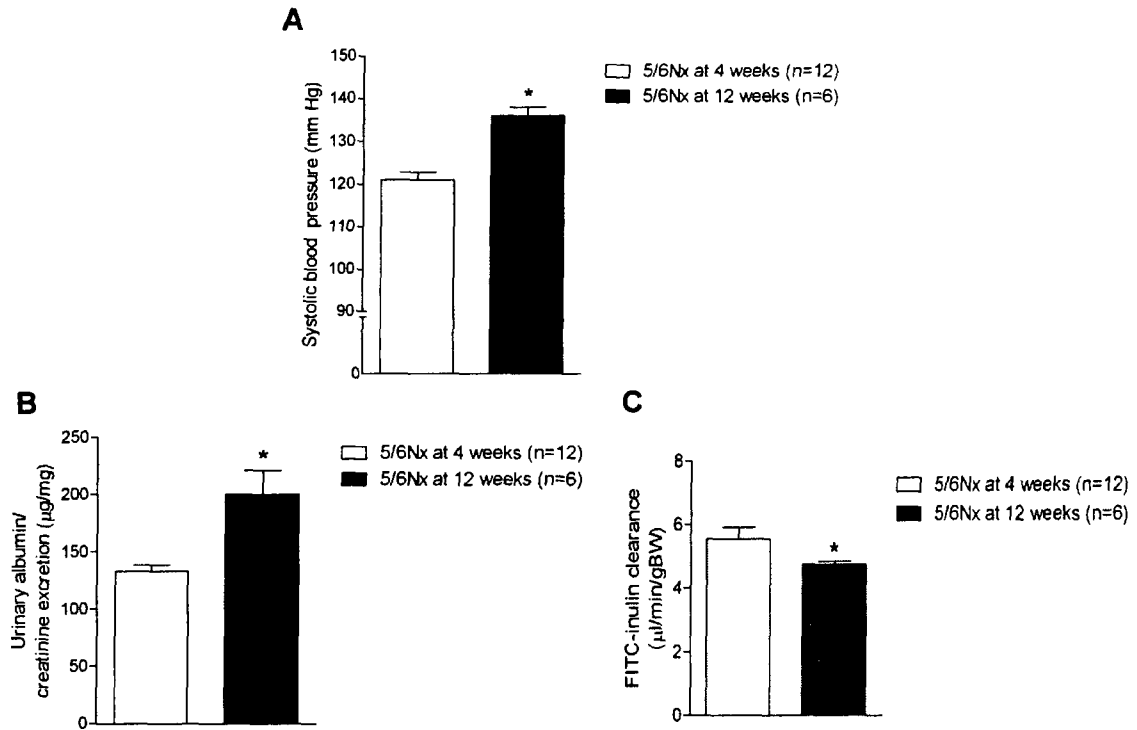 A
Systolic blood pressure (mm Hg)
150
140
130
120
110
100
90
0
*
5/6Nx at 4 weeks (n=12)
5/6Nx at 12 weeks (n=6)
B
Urinary albumin/
creatinine excretion (µg/mg)
250
200
150
100
50
0
*
5/6Nx at 4 weeks (n=12)
5/6Nx at 12 weeks (n=6)
C
FITC-inulin clearance
(µl/min/gBW)
8
6
4
2
0
*
5/6Nx at 4 weeks (n=12)
5/6Nx at 12 weeks (n=6)